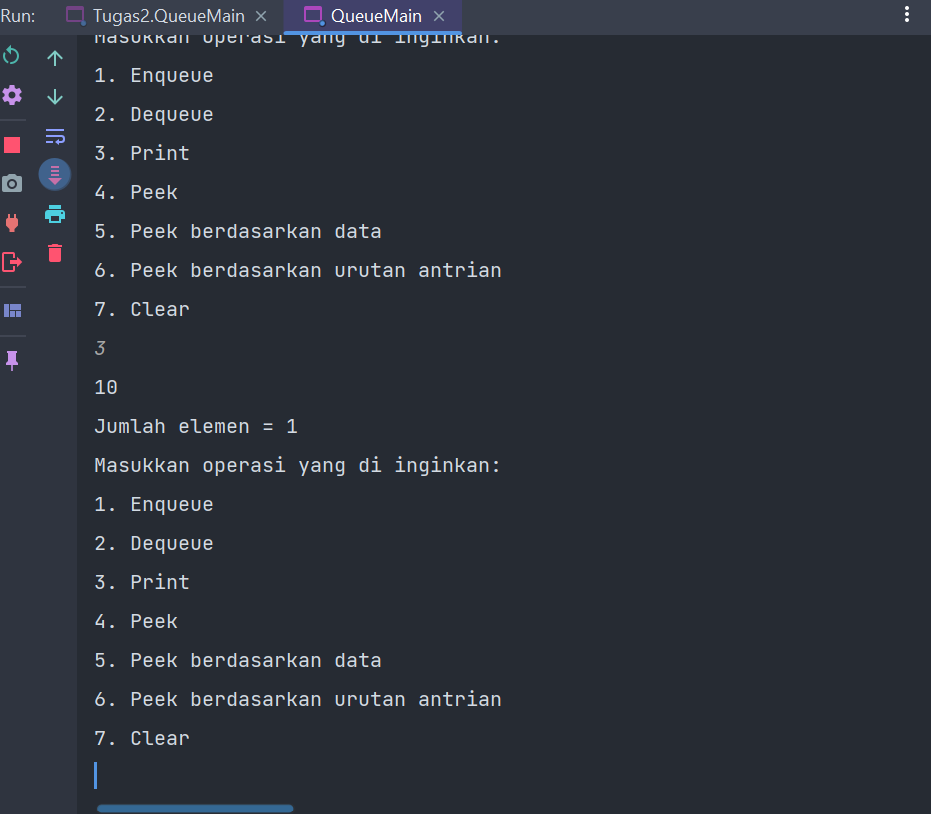 Run: Tugas2.QueueMain QueueMain
Masukkan operasi yang di inginkan:
1. Enqueue
2. Dequeue
3. Print
4. Peek
5. Peek berdasarkan data
6. Peek berdasarkan urutan antrian
7. Clear
3
10
Jumlah elemen = 1
Masukkan operasi yang di inginkan:
1. Enqueue
2. Dequeue
3. Print
4. Peek
5. Peek berdasarkan data
6. Peek berdasarkan urutan antrian
7. Clear